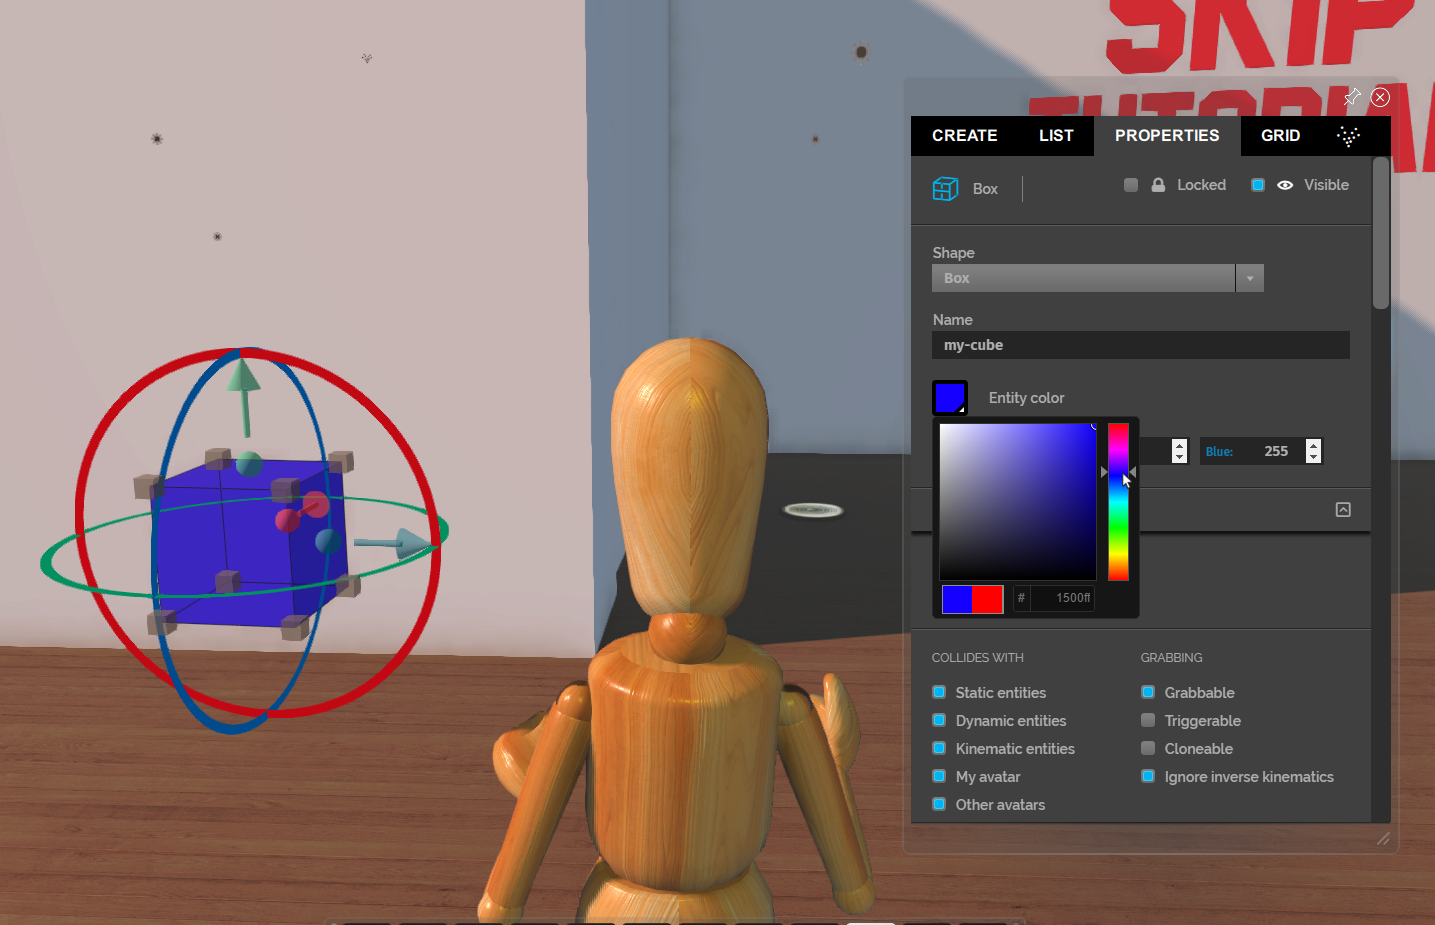 SKIP
TUTORIAL
CREATE LIST PROPERTIES GRID
Box Locked Visible
Shape
Box
Name
my-cube
Entity color
Blue: 255
# 1500ff
COLLIDES WITH GRABBING
Static entities Grabbable
Dynamic entities Triggerable
Kinematic entities Cloneable
My avatar Ignore inverse kinematics
Other avatars